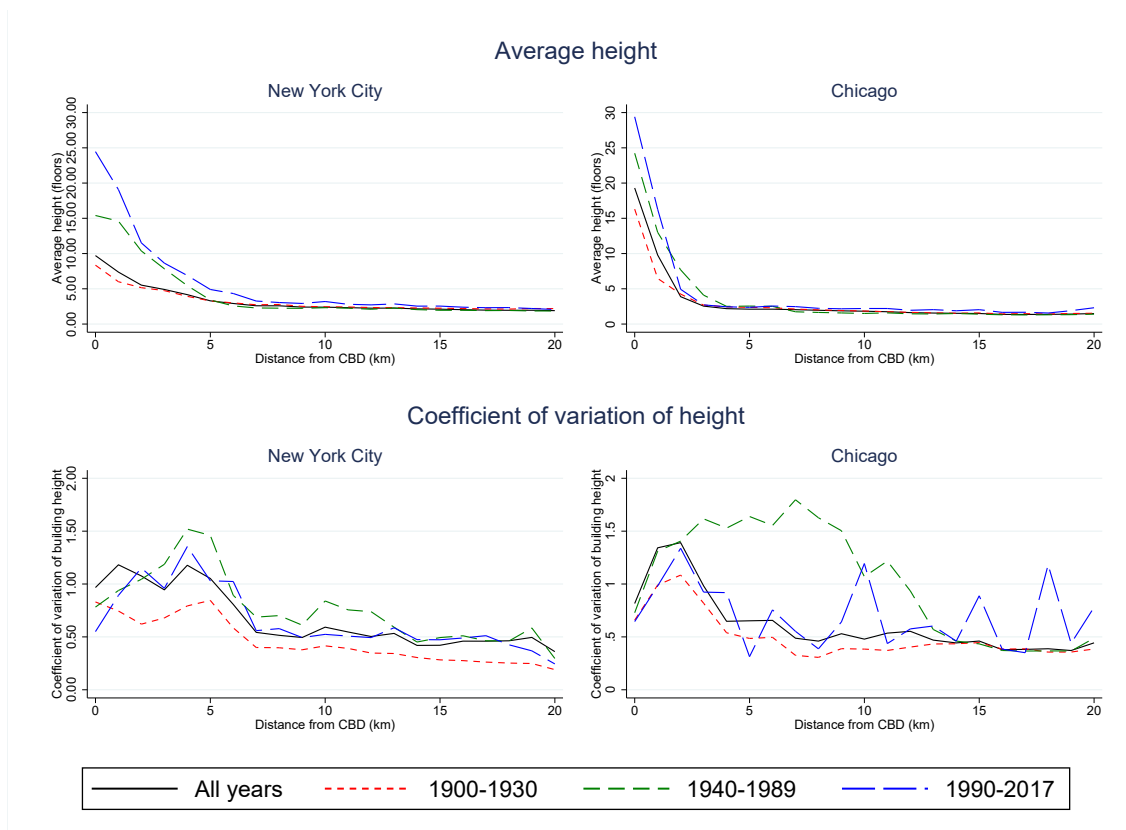 Average height
New York City
Average height (floors)
0.00 5.00 10.00 15.00 20.00 25.00 30.00
0 5 10 15 20
Distance from CBD (km)
Chicago
Average height (floors)
0 5 10 15 20 25 30
0 5 10 15 20
Distance from CBD (km)
Coefficient of variation of height
New York City
Coefficient of variation of building height
0.00 0.50 1.00 1.50 2.00
0 5 10 15 20
Distance from CBD (km)
Chicago
Coefficient of variation of building height
0 .5 1 1.5 2
0 5 10 15 20
Distance from CBD (km)
All years 1900-1930 1940-1989 1990-2017